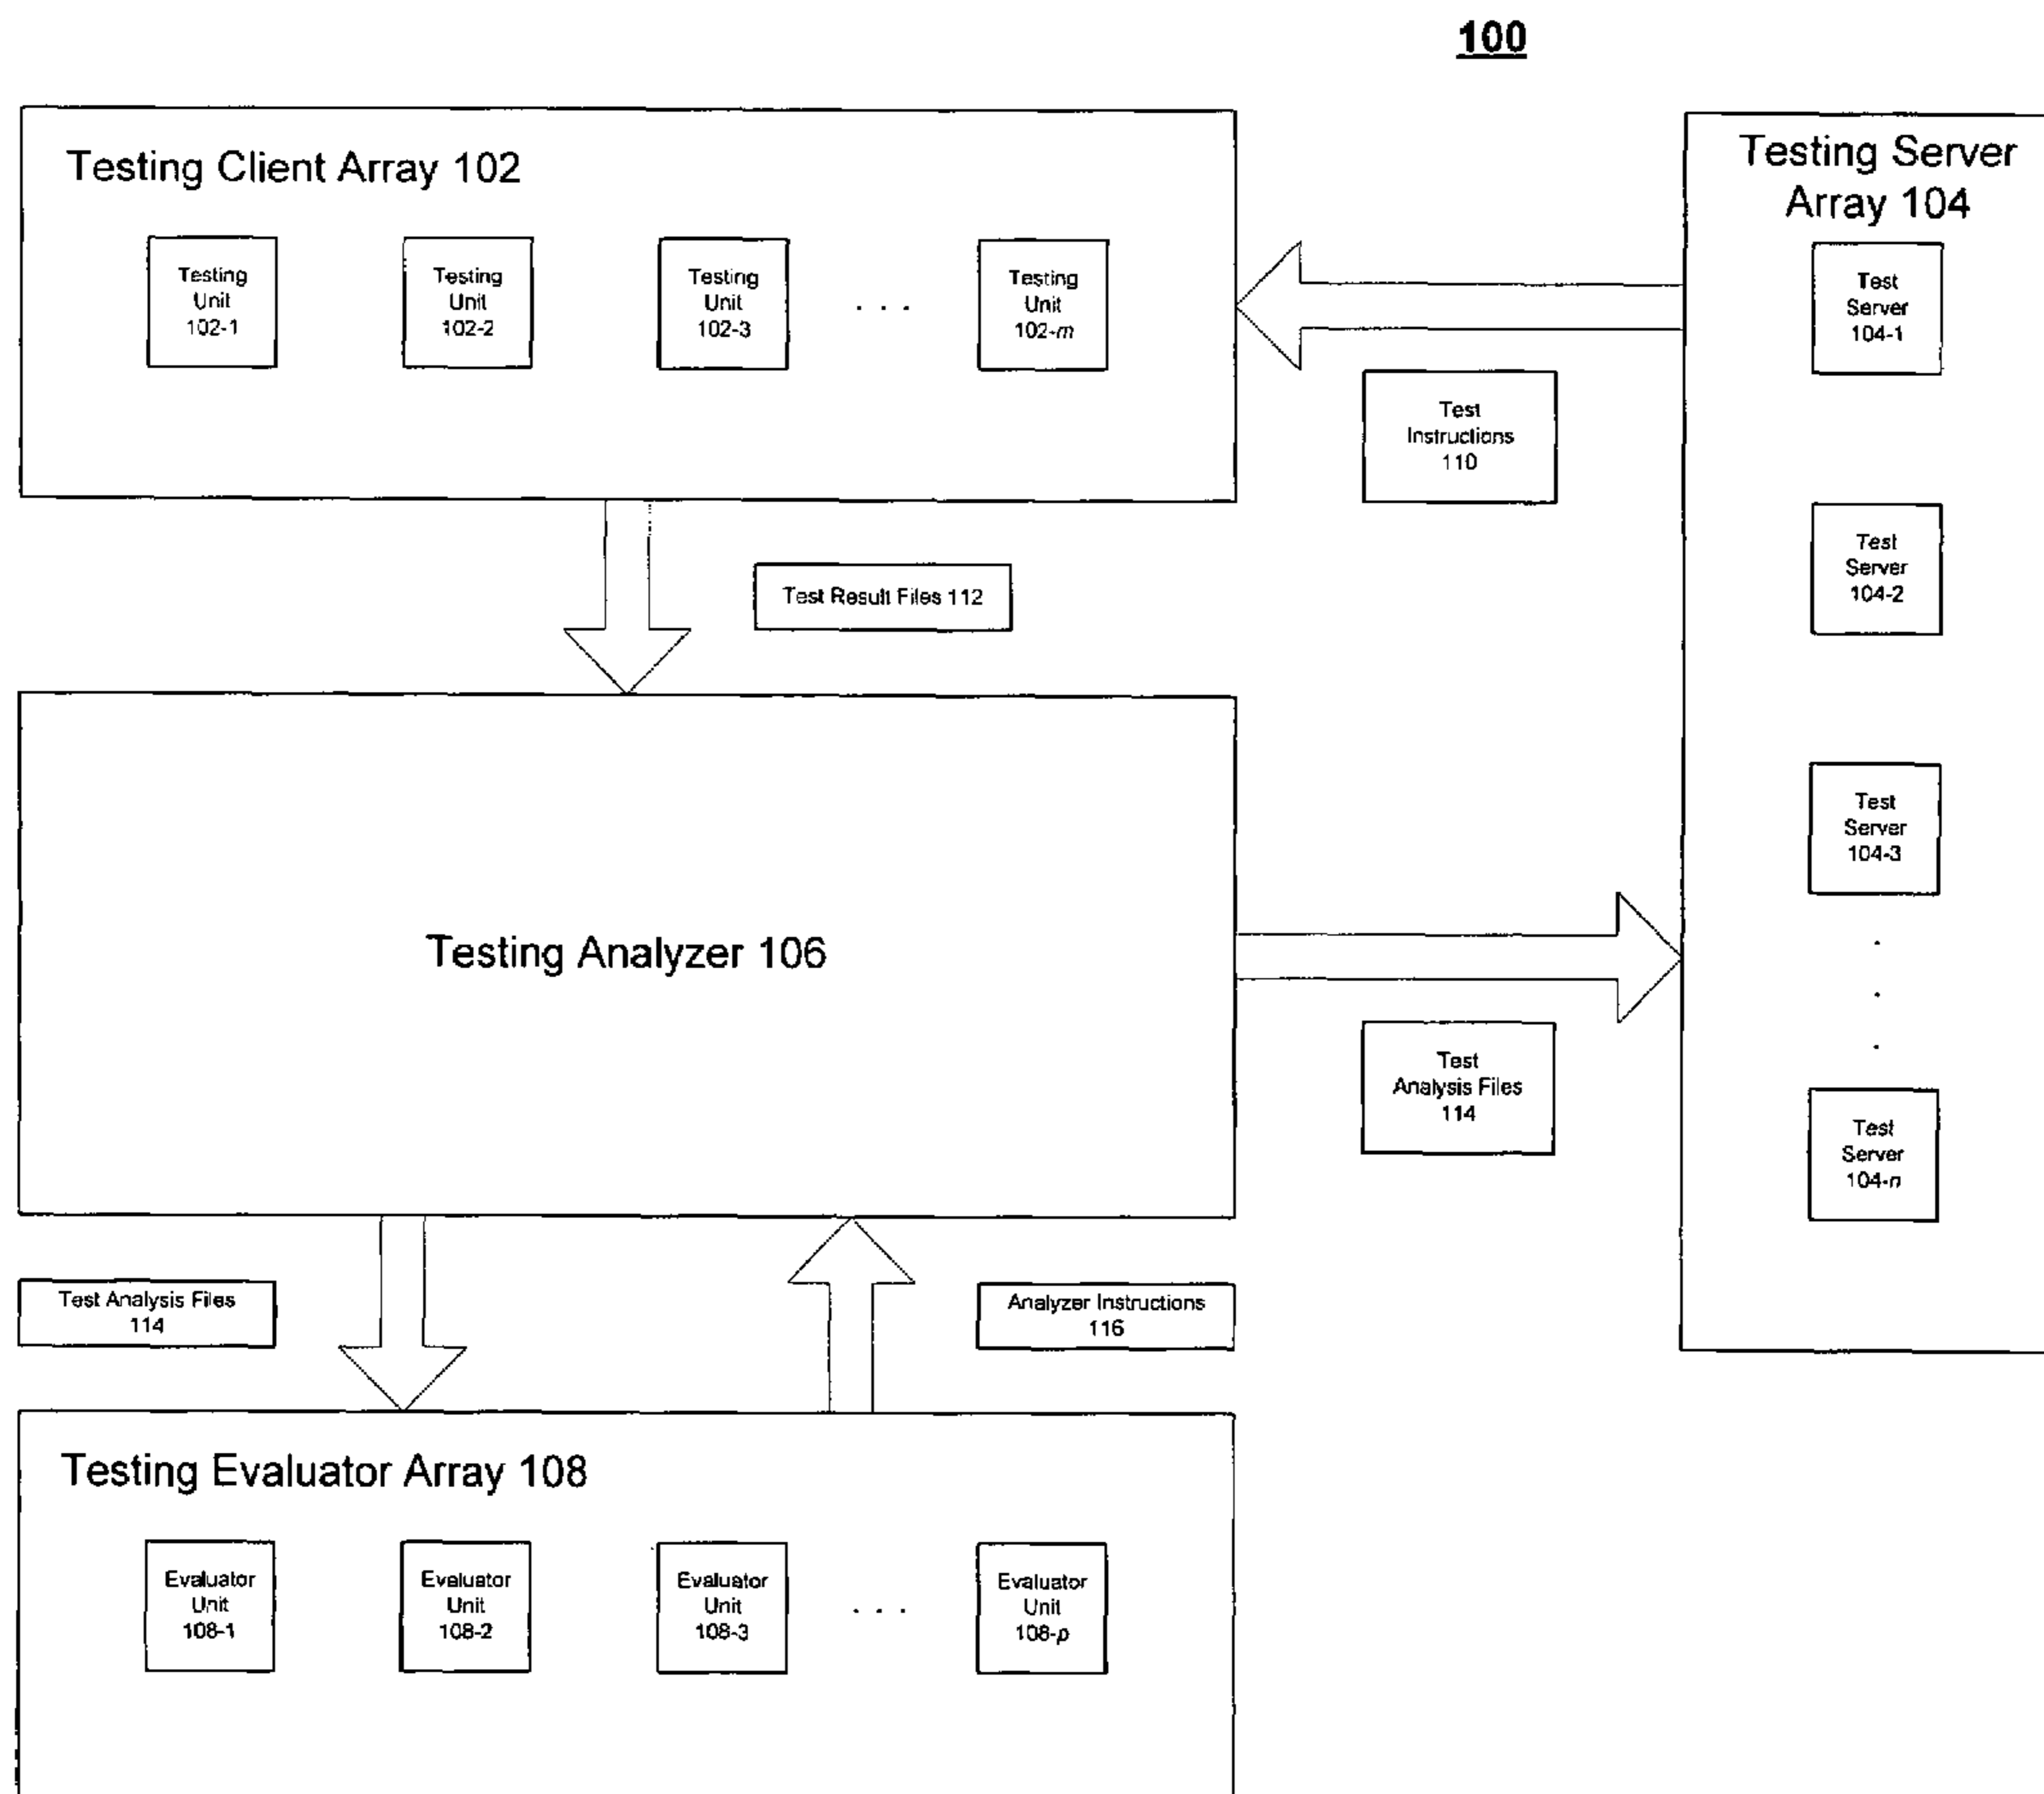 100
Testing Client Array 102
Testing
Unit
102-1
Testing
Unit
102-2
Testing
Unit
102-3
. . .
Testing
Unit
102-m
Testing Server
Array 104
Test
Server
104-1
Test
Server
104-2
Test
Server
104-3
.
.
.
Test
Server
104-n
Test
Instructions
110
Test Result Files 112
Testing Analyzer 106
Test
Analysis Files
114
Test Analysis Files
114
Analyzer Instructions
116
Testing Evaluator Array 108
Evaluator
Unit
108-1
Evaluator
Unit
108-2
Evaluator
Unit
108-3
. . .
Evaluator
Unit
108-p